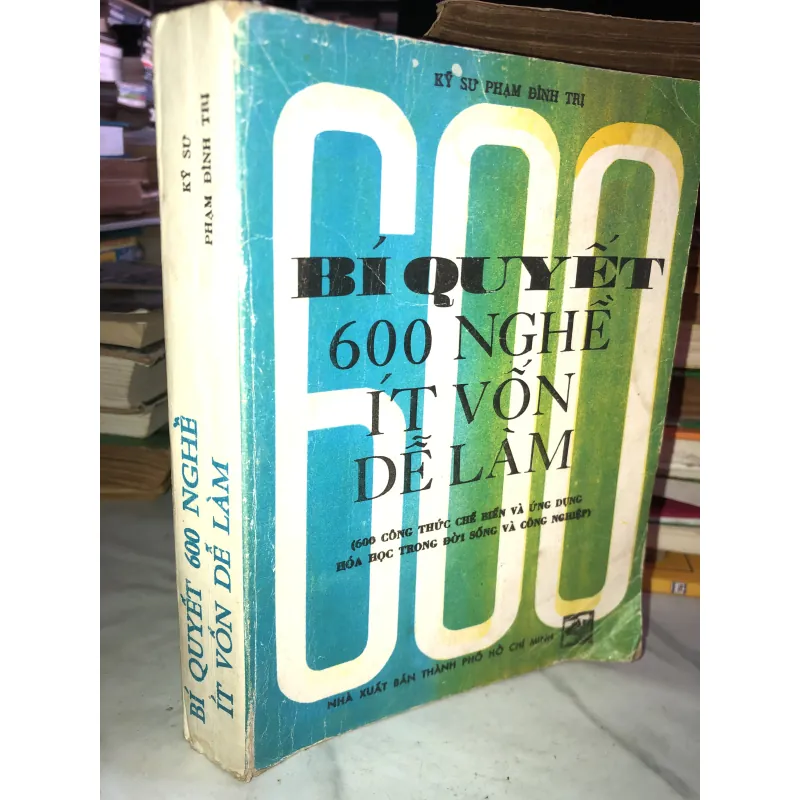 KỸ SƯ PHẠM ĐÌNH TRỊ
600
BÍ QUYẾT
600 NGHỀ
ÍT VỐN
DỄ LÀM
(600 CÔNG THỨC CHẾ BIẾN VÀ ỨNG DỤNG
HÓA HỌC TRONG ĐỜI SỐNG VÀ CÔNG NGHIỆP)
NHÀ XUẤT BẢN THÀNH PHỐ HỒ CHÍ MINH
KỸ SƯ
PHẠM ĐÌNH TRỊ
BÍ QUYẾT 600 NGHỀ
ÍT VỐN DỄ LÀM